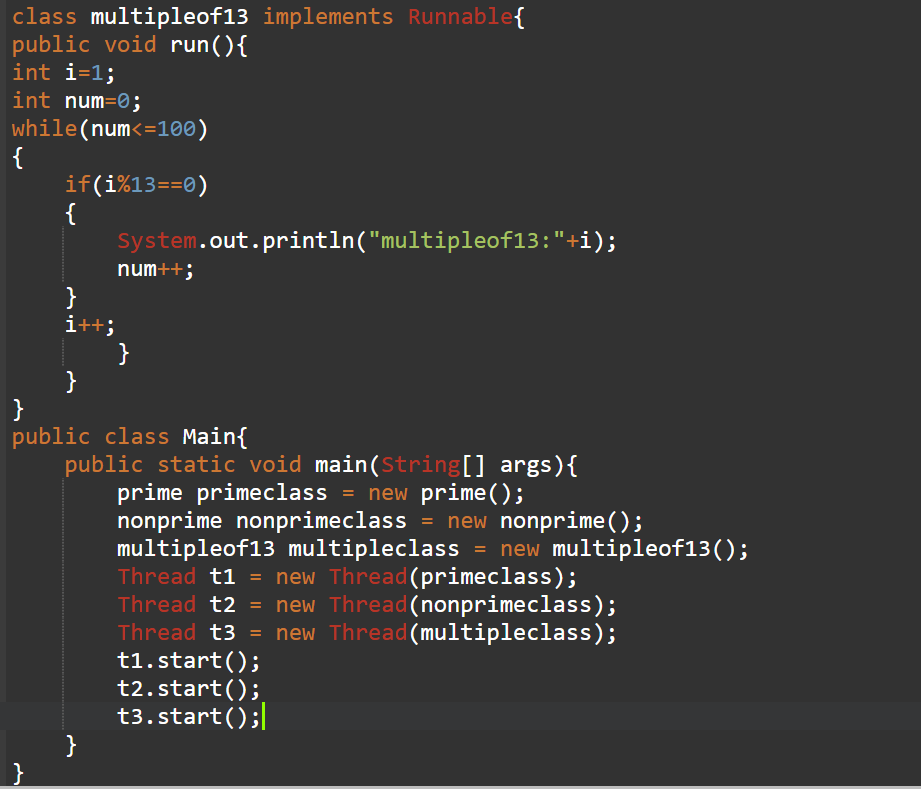 class multipleof13 implements Runnable{
public void run(){
int i=1;
int num=0;
while(num<=100)
{
    if(i%13==0)
    {
        System.out.println("multipleof13:"+i);
        num++;
    }
    i++;
        }
    }
}
public class Main{
    public static void main(String[] args){
        prime primeclass = new prime();
        nonprime nonprimeclass = new nonprime();
        multipleof13 multipleclass = new multipleof13();
        Thread t1 = new Thread(primeclass);
        Thread t2 = new Thread(nonprimeclass);
        Thread t3 = new Thread(multipleclass);
        t1.start();
        t2.start();
        t3.start();
    }
}